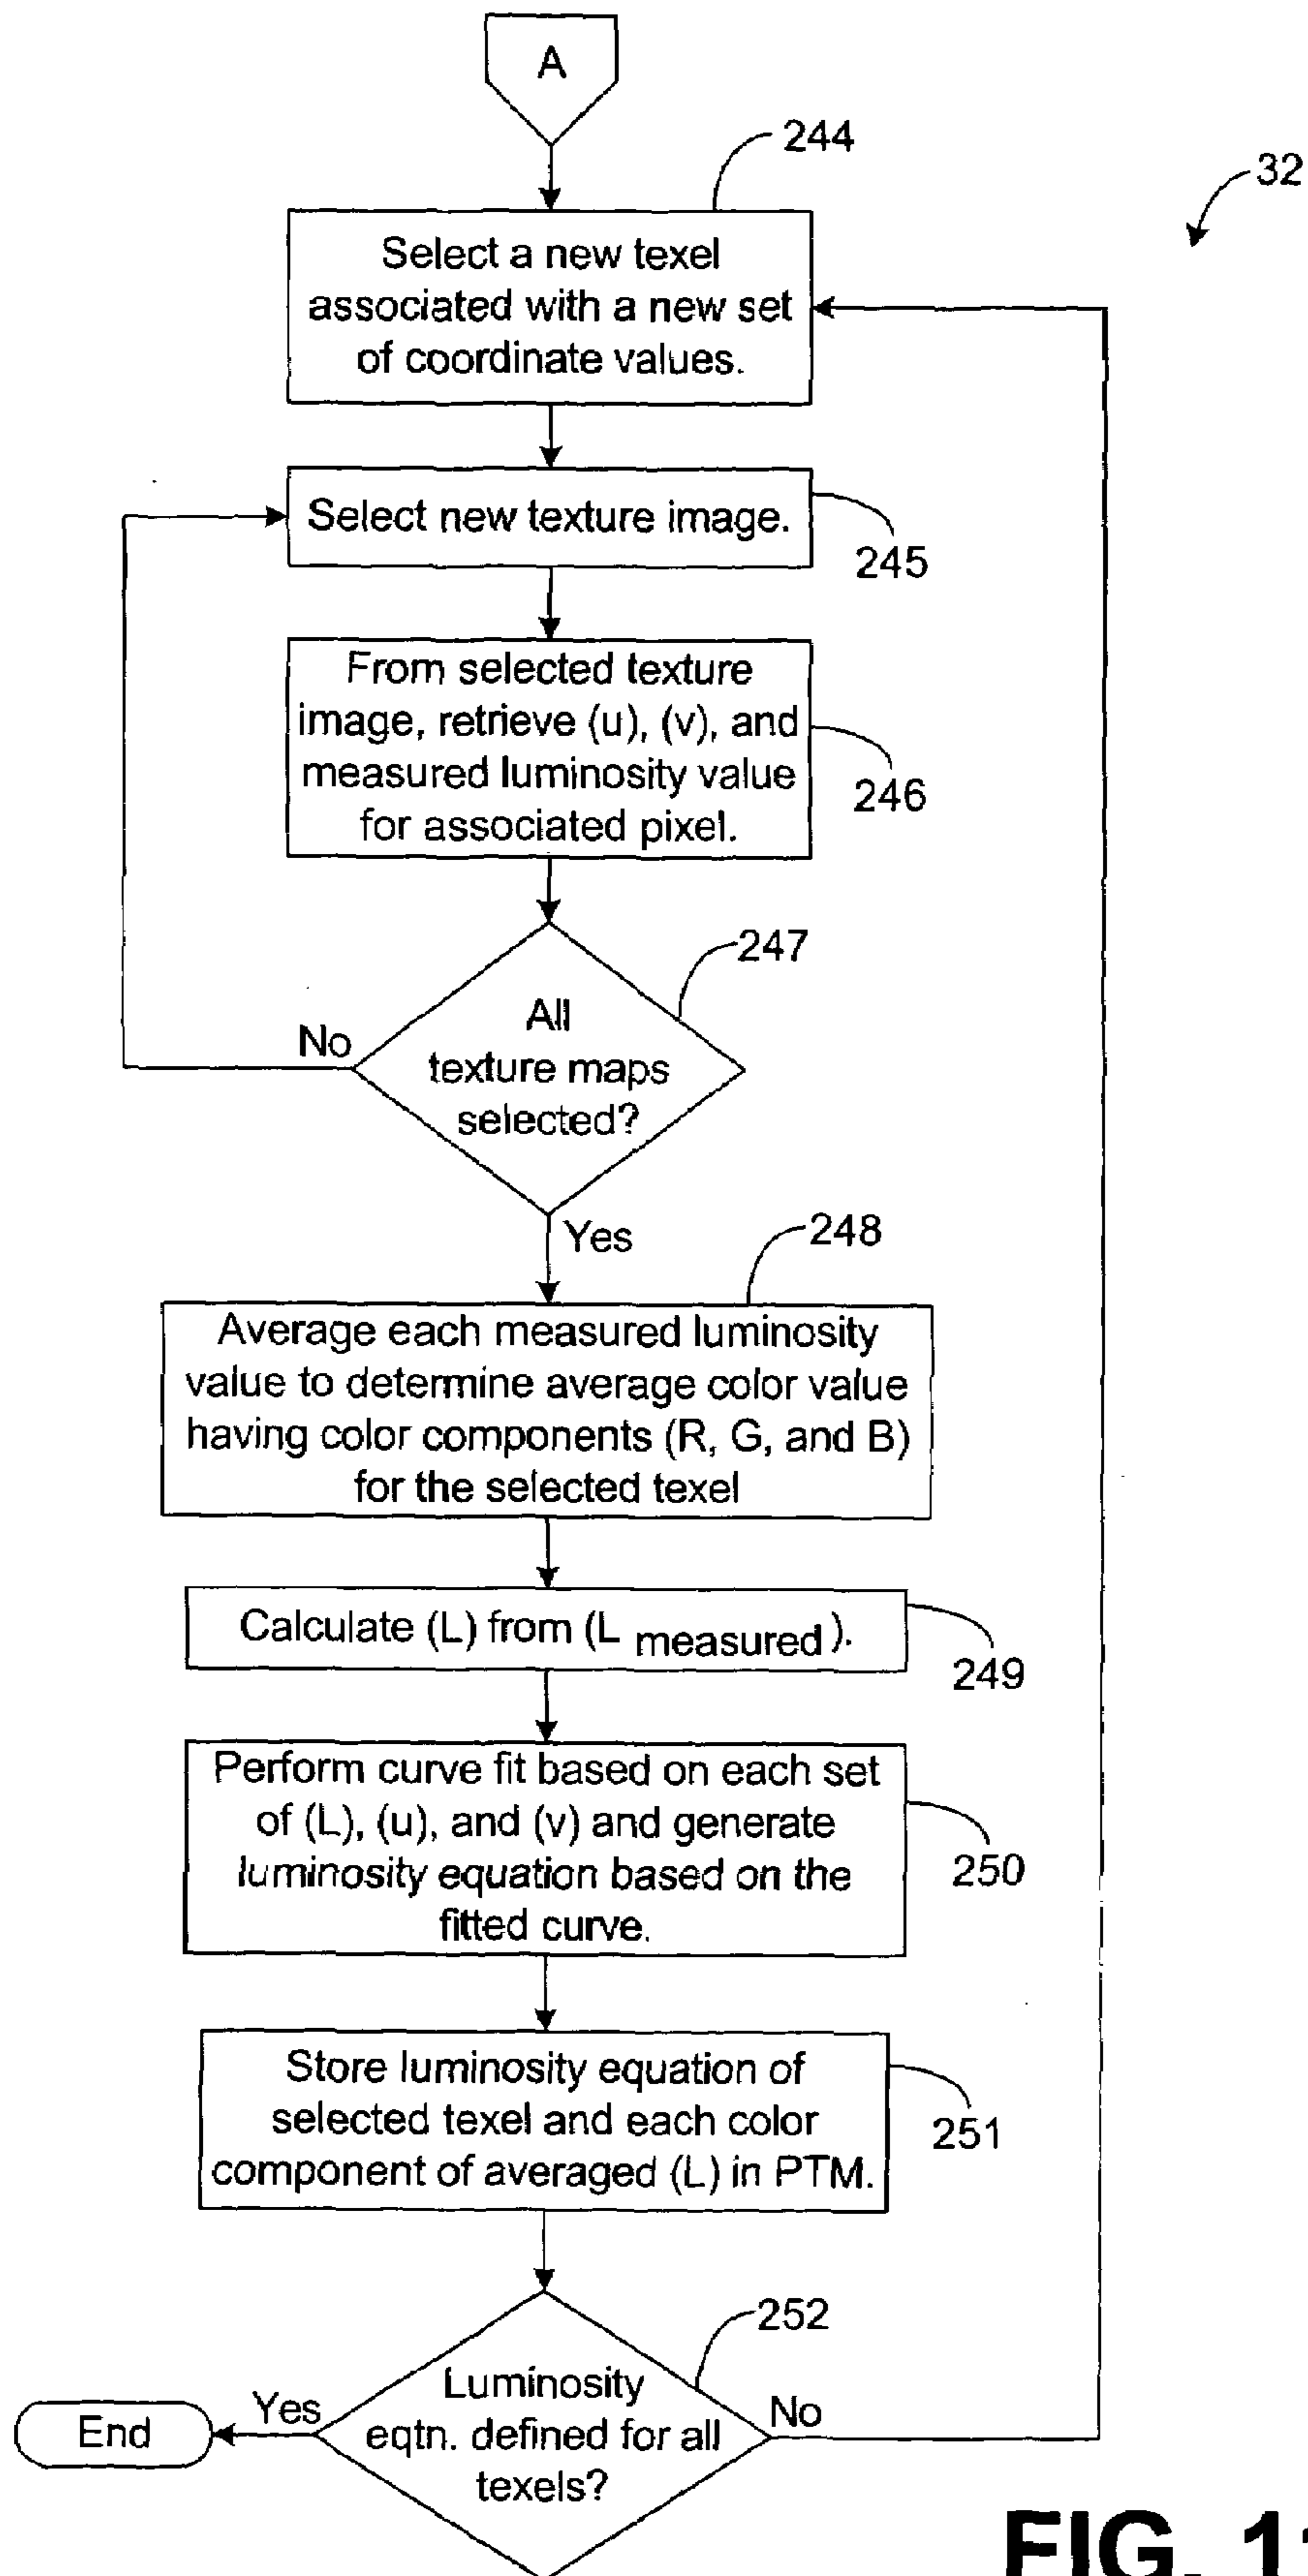 A
244
32
Select a new texel
associated with a new set
of coordinate values.
Select new texture image.
245
From selected texture
image, retrieve (u), (v), and
measured luminosity value
for associated pixel.
246
247
All
texture maps
selected?
No
Yes
248
Average each measured luminosity
value to determine average color value
having color components (R, G, and B)
for the selected texel
Calculate (L) from (L measured).
249
Perform curve fit based on each set
of (L), (u), and (v) and generate
luminosity equation based on the
fitted curve.
250
Store luminosity equation of
selected texel and each color
component of averaged (L) in PTM.
251
252
Luminosity
eqtn. defined for all
texels?
Yes
No
End
FIG.